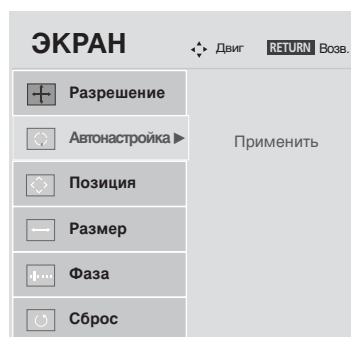 ЭКРАН Двиг RETURN Возв.
Разрешение
Автонастройка ▶ Применить
Позиция
Размер
Фаза
Сброс